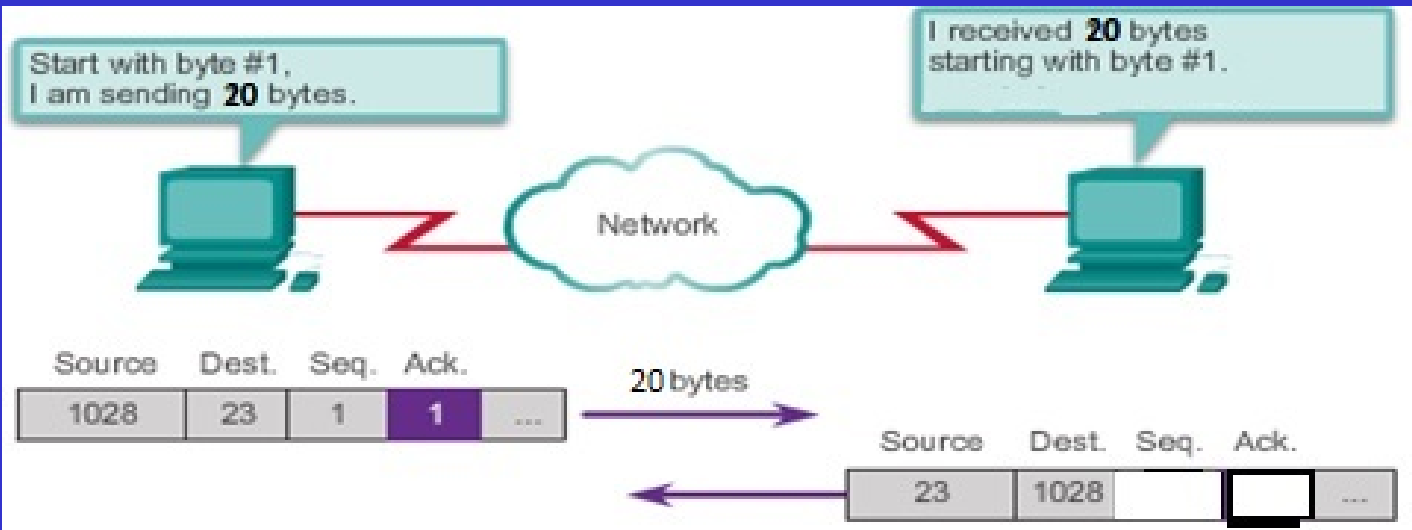 Start with byte #1,
I am sending 20 bytes.
I received 20 bytes
starting with byte #1.
Network
Source Dest. Seq. Ack.
1028 23 1 1 ...
20 bytes
Source Dest. Seq. Ack.
23 1028 ...